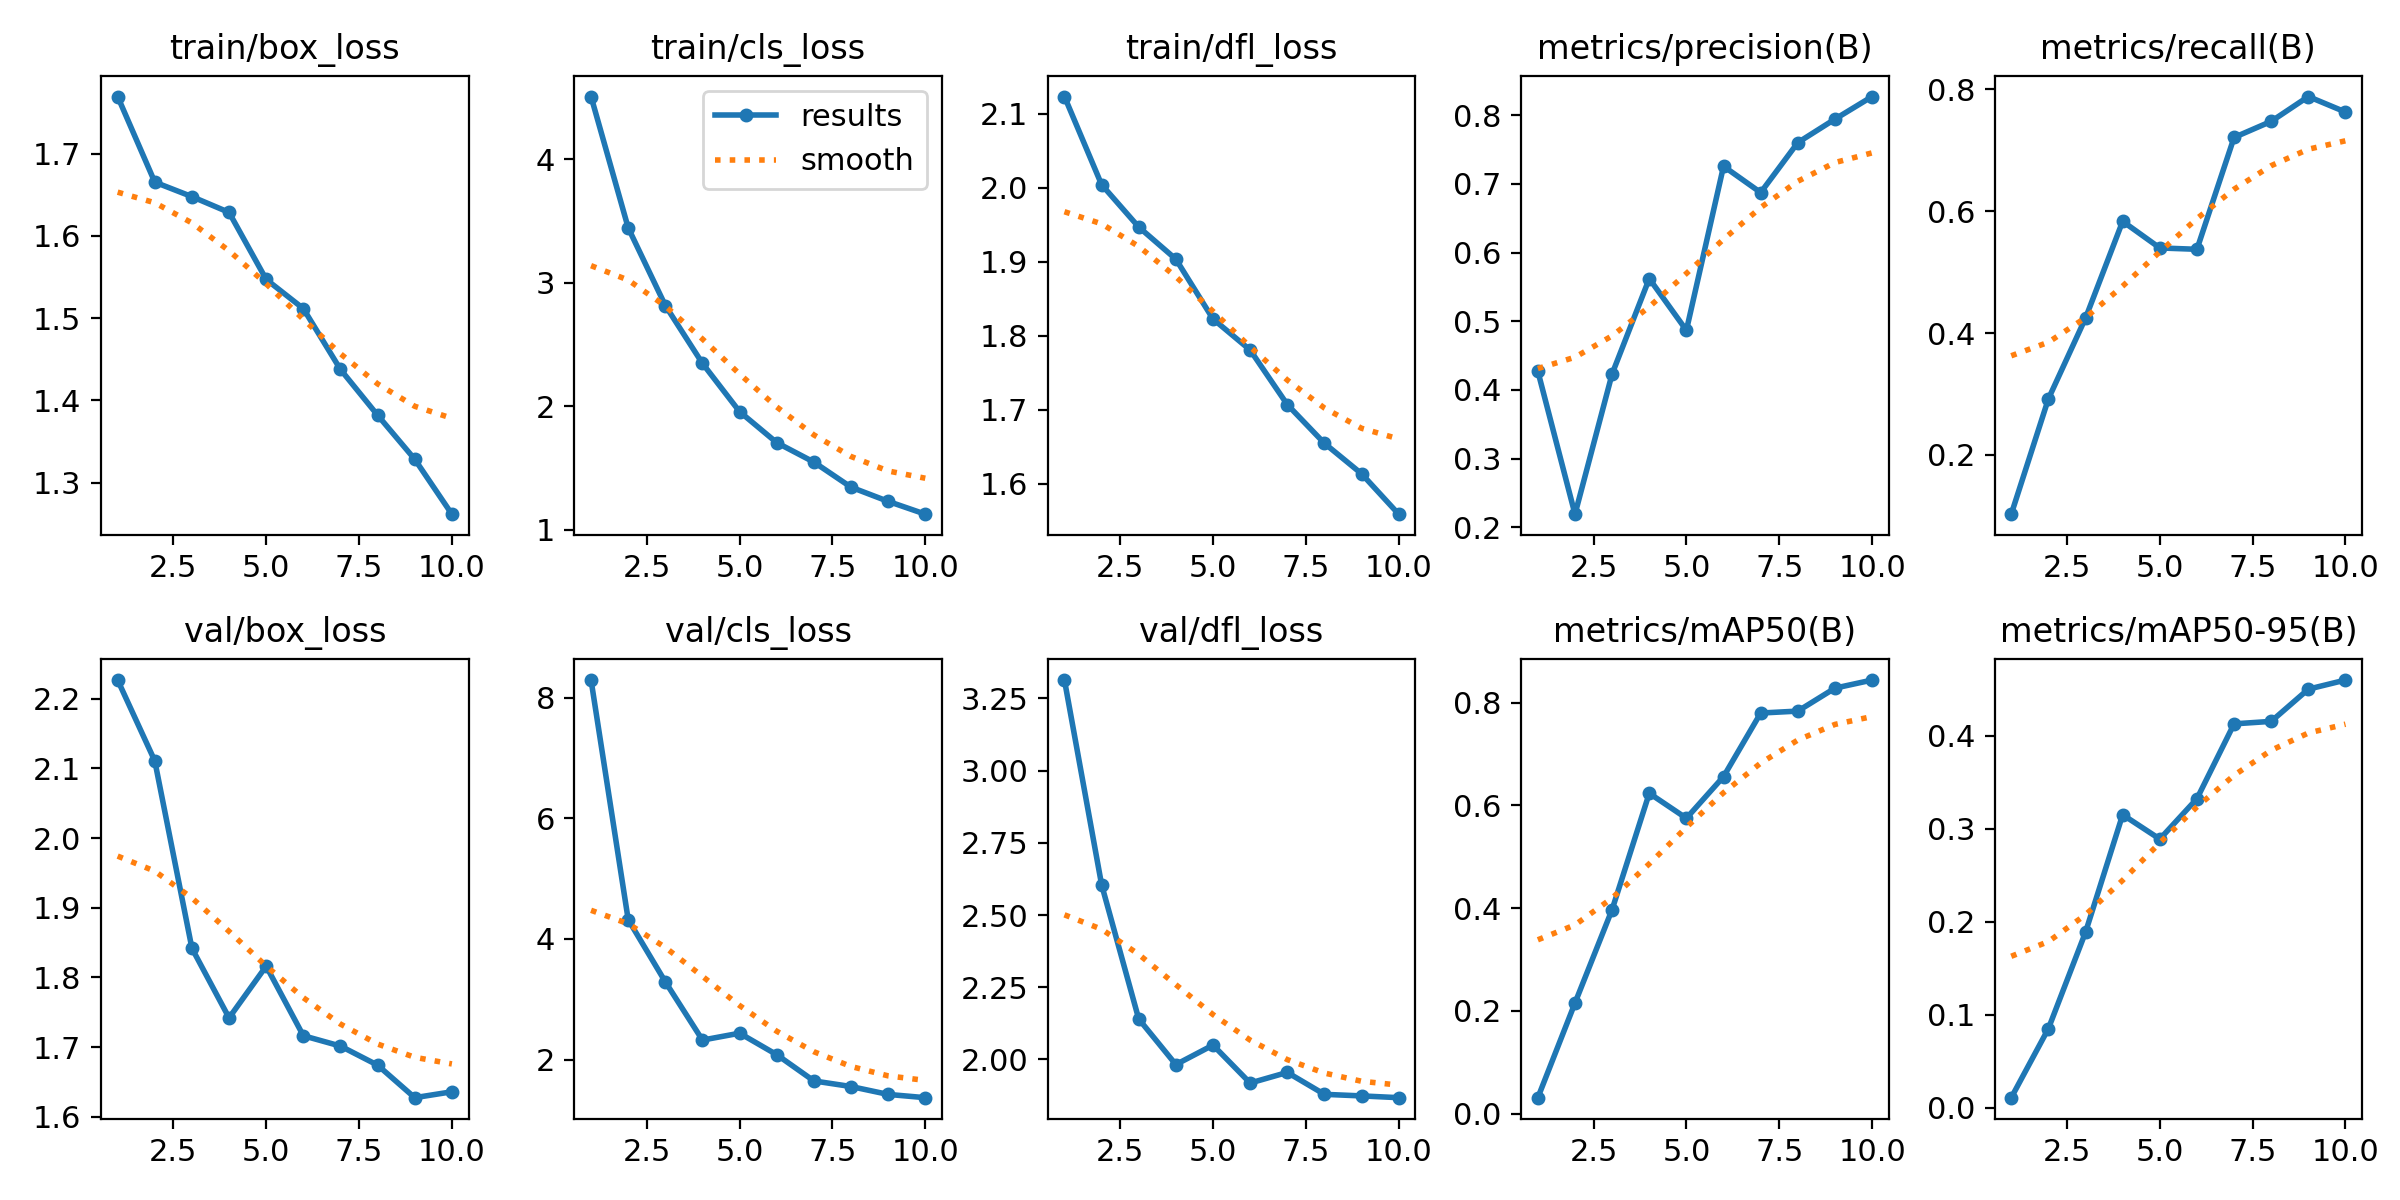 train/box_loss
1.7
1.6
1.5
1.4
1.3
2.5 5.0 7.5 10.0
train/cls_loss
results
smooth
4
3
2
1
2.5 5.0 7.5 10.0
train/dfl_loss
2.1
2.0
1.9
1.8
1.7
1.6
2.5 5.0 7.5 10.0
metrics/precision(B)
0.8
0.7
0.6
0.5
0.4
0.3
0.2
2.5 5.0 7.5 10.0
metrics/recall(B)
0.8
0.6
0.4
0.2
2.5 5.0 7.5 10.0
val/box_loss
2.2
2.1
2.0
1.9
1.8
1.7
1.6
2.5 5.0 7.5 10.0
val/cls_loss
8
6
4
2
2.5 5.0 7.5 10.0
val/dfl_loss
3.25
3.00
2.75
2.50
2.25
2.00
2.5 5.0 7.5 10.0
metrics/mAP50(B)
0.8
0.6
0.4
0.2
0.0
2.5 5.0 7.5 10.0
metrics/mAP50-95(B)
0.4
0.3
0.2
0.1
0.0
2.5 5.0 7.5 10.0